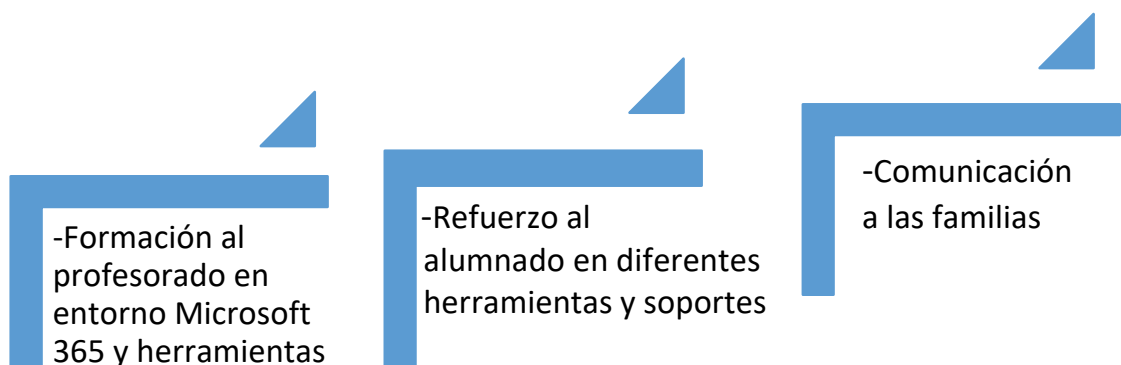 -Formación al
profesorado en
entorno Microsoft
365 y herramientas
-Refuerzo al
alumnado en diferentes
herramientas y soportes
-Comunicación
a las familias